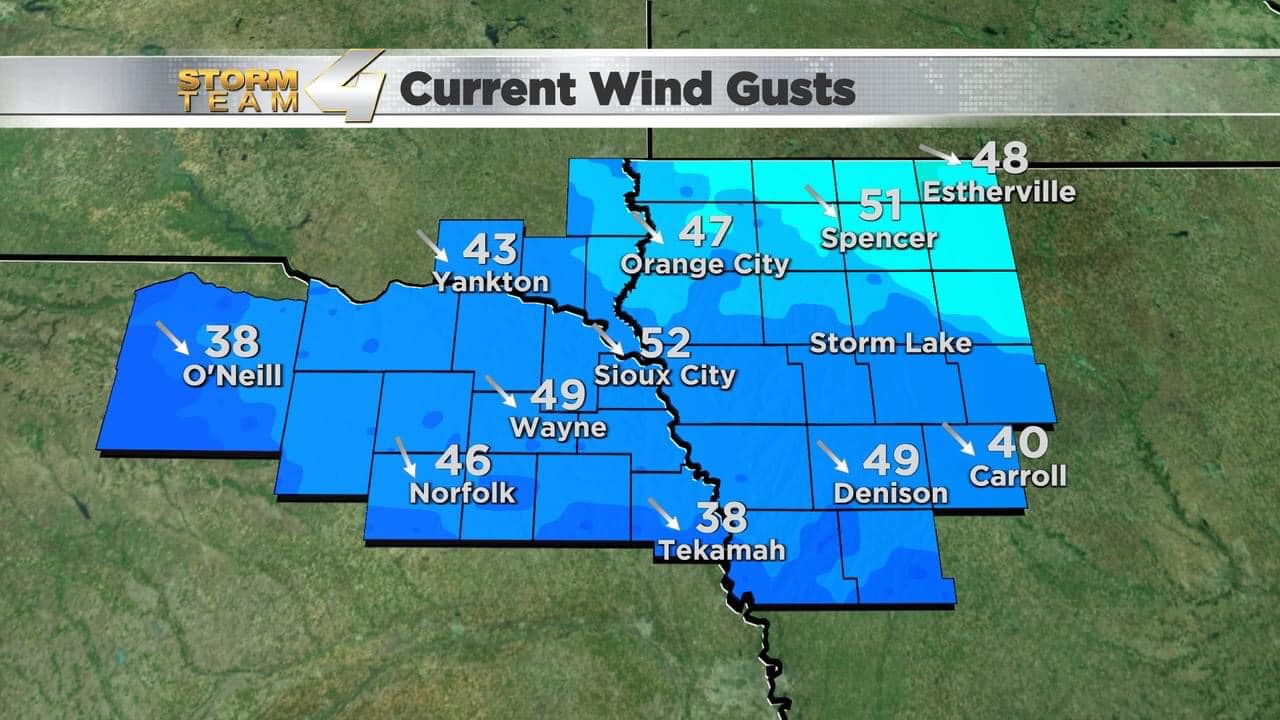 STORM
TEAM
4
Current Wind Gusts
48
Estherville
51
Spencer
47
Orange City
43
Yankton
38
O'Neill
52
Sioux City
Storm Lake
49
Wayne
46
Norfolk
49
Denison
40
Carroll
38
Tekamah